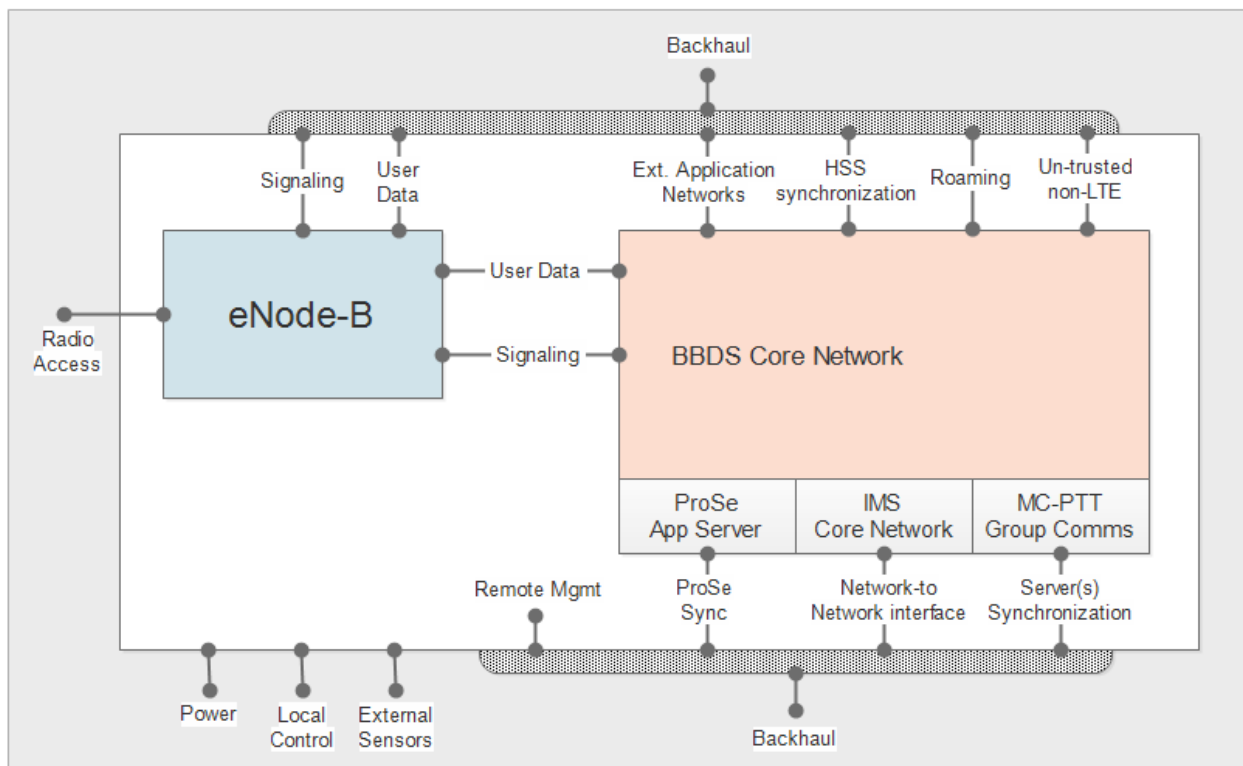 Backhaul
Signaling
User
Data
Ext. Application
Networks
HSS
synchronization
Roaming
Un-trusted
non-LTE
eNode-B
User Data
Signaling
BBDS Core Network
Radio
Access
ProSe
App Server
IMS
Core Network
MC-PTT
Group Comms
Remote Mgmt
ProSe
Sync
Network-to
Network interface
Server(s)
Synchronization
Power
Local
Control
External
Sensors
Backhaul